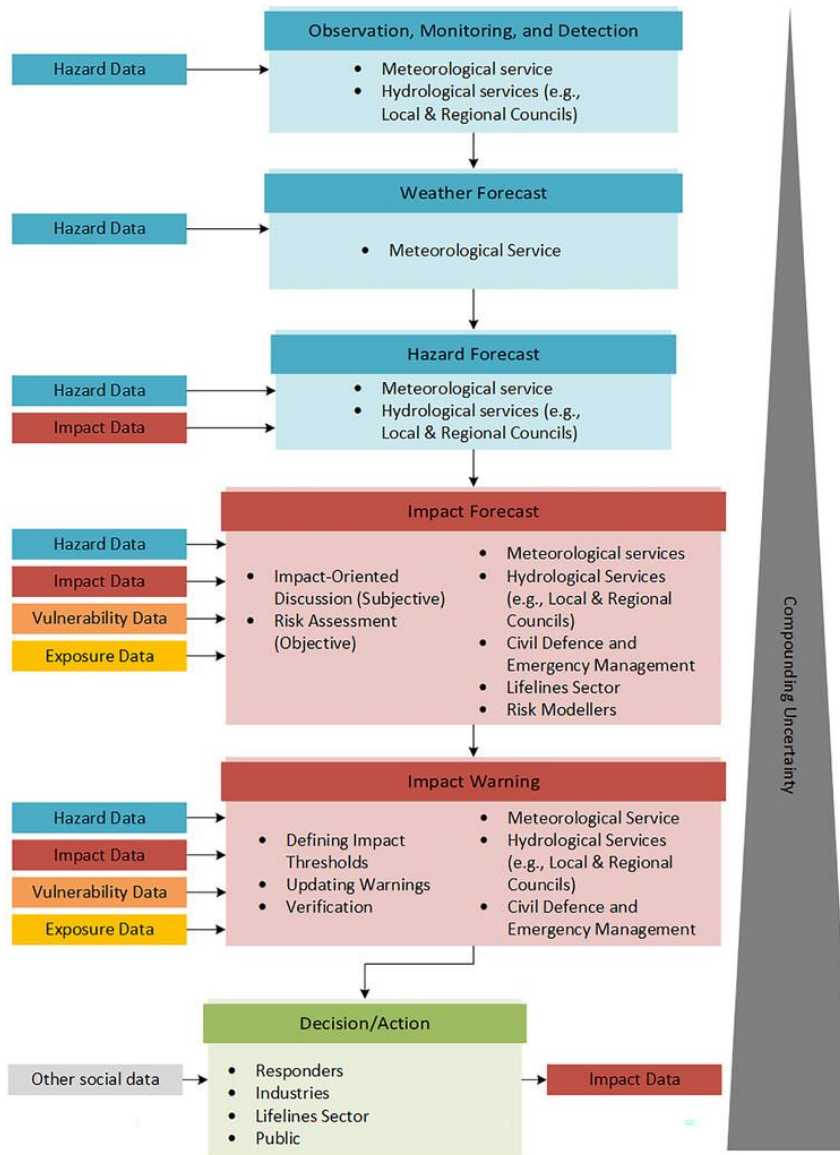 Observation, Monitoring, and Detection
Hazard Data
• Meteorological service
• Hydrological services (e.g.,
Local & Regional Councils)
Weather Forecast
Hazard Data
• Meteorological Service
Hazard Forecast
Hazard Data
Impact Data
• Meteorological service
• Hydrological services (e.g.,
Local & Regional Councils)
Impact Forecast
Hazard Data
Impact Data
Vulnerability Data
Exposure Data
• Impact-Oriented
Discussion (Subjective)
• Risk Assessment
(Objective)
• Meteorological services
• Hydrological Services
(e.g., Local & Regional
Councils)
• Civil Defence and
Emergency Management
• Lifelines Sector
• Risk Modellers
Impact Warning
Hazard Data
Impact Data
Vulnerability Data
Exposure Data
• Defining Impact
Thresholds
• Updating Warnings
• Verification
• Meteorological Service
• Hydrological Services
(e.g., Local & Regional
Councils)
• Civil Defence and
Emergency Management
Decision/Action
Other social data
• Responders
• Industries
• Lifelines Sector
• Public
Impact Data
Compounding Uncertainty